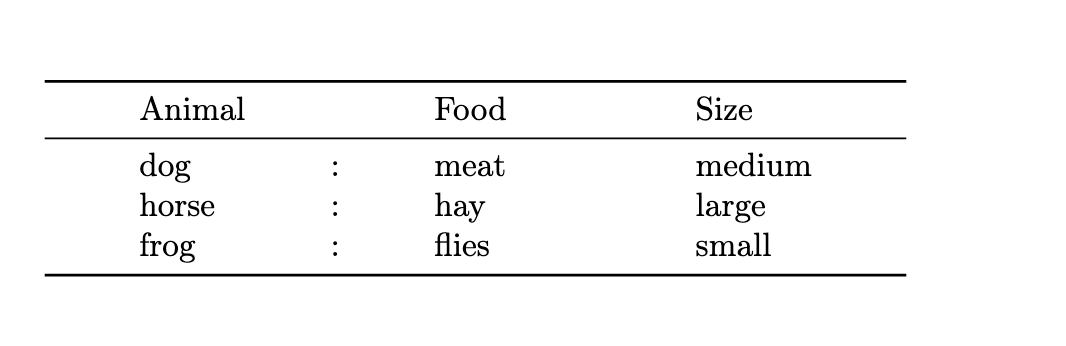 Animal Food Size
dog : meat medium
horse : hay large
frog : flies small